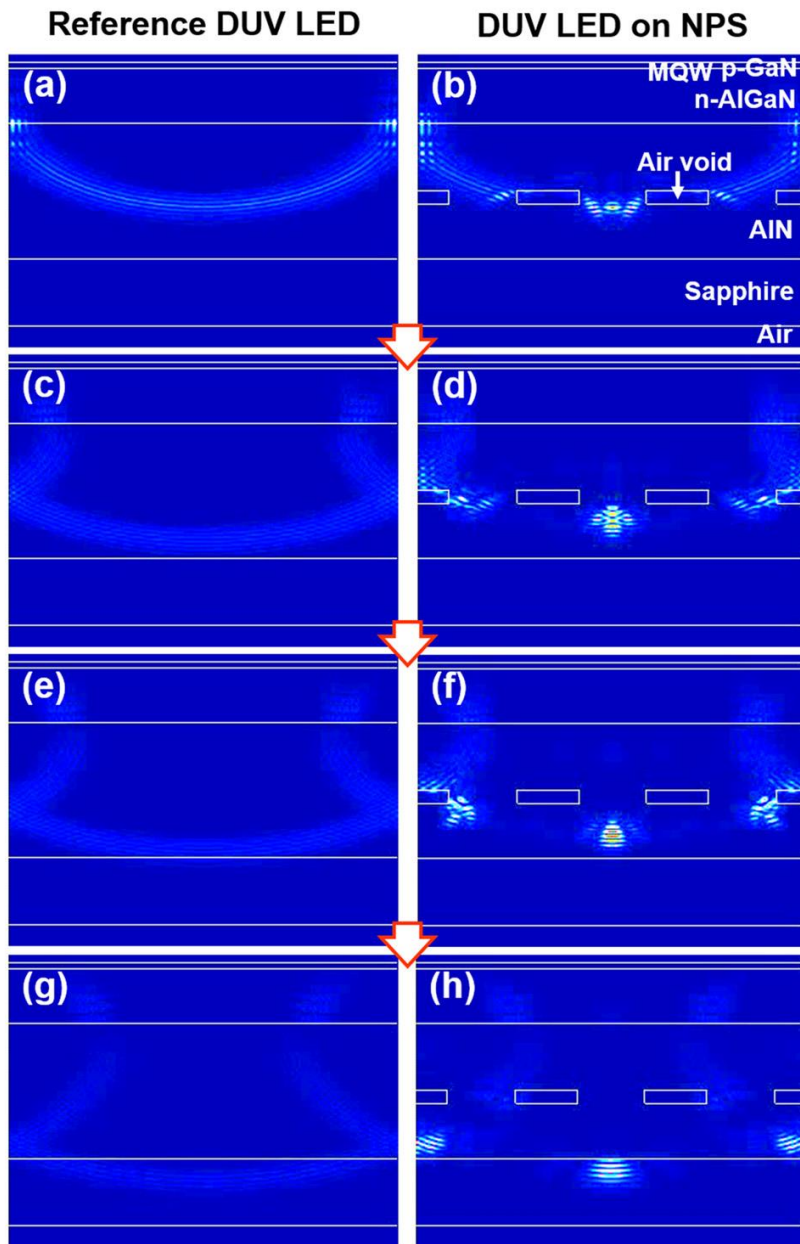 Reference DUV LED
DUV LED on NPS
(a)
(b)
MQW p-GaN
n-AlGaN
Air void
AlN
Sapphire
Air
(c)
(d)
(e)
(f)
(g)
(h)